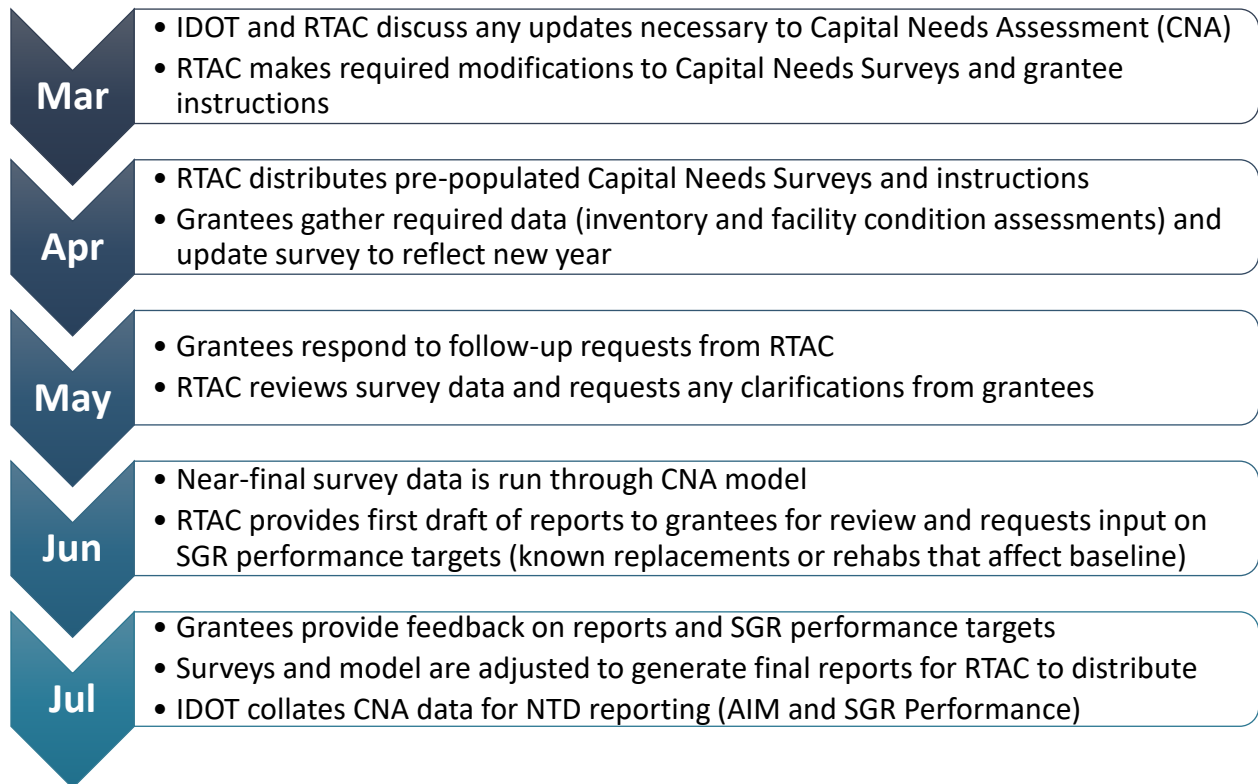 Mar
• IDOT and RTAC discuss any updates necessary to Capital Needs Assessment (CNA)
• RTAC makes required modifications to Capital Needs Surveys and grantee
instructions
Apr
• RTAC distributes pre-populated Capital Needs Surveys and instructions
• Grantees gather required data (inventory and facility condition assessments) and
update survey to reflect new year
May
• Grantees respond to follow-up requests from RTAC
• RTAC reviews survey data and requests any clarifications from grantees
Jun
• Near-final survey data is run through CNA model
• RTAC provides first draft of reports to grantees for review and requests input on
SGR performance targets (known replacements or rehabs that affect baseline)
Jul
• Grantees provide feedback on reports and SGR performance targets
• Surveys and model are adjusted to generate final reports for RTAC to distribute
• IDOT collates CNA data for NTD reporting (AIM and SGR Performance)